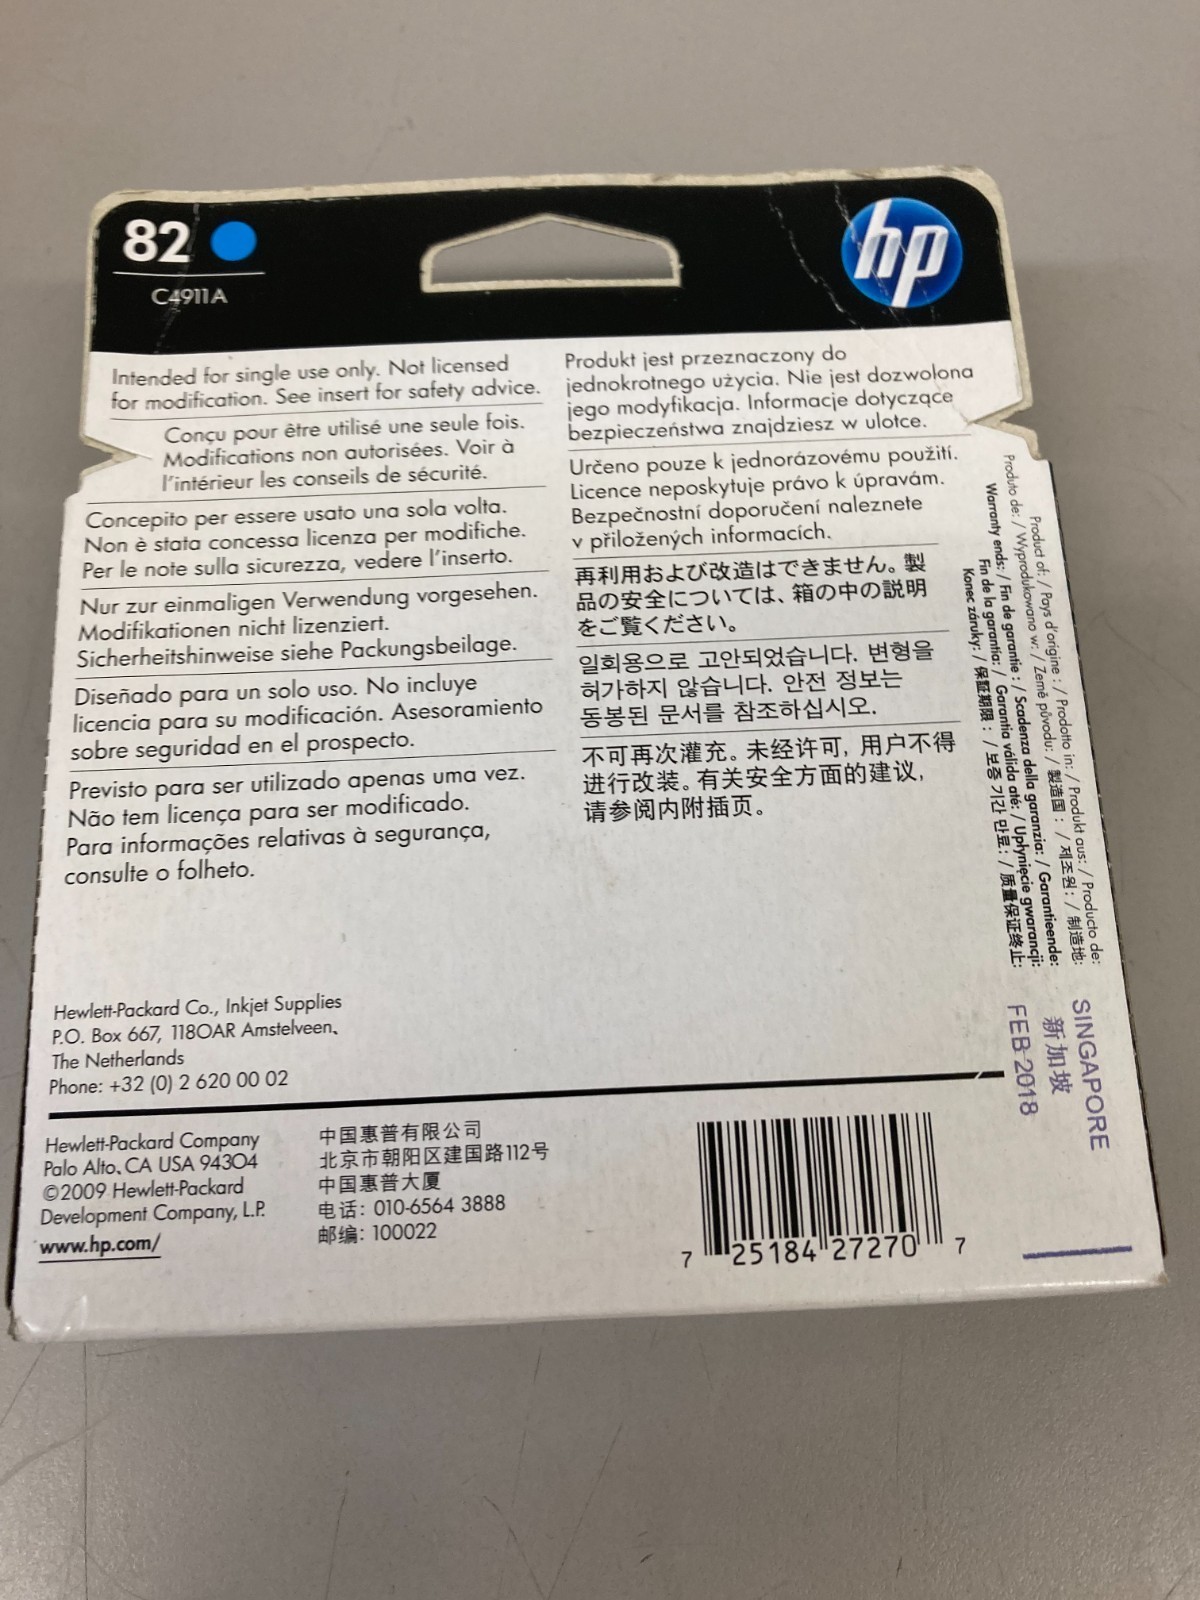 82
C4911A
hp
Intended for single use only. Not licensed
for modification. See insert for safety advice.
Conçu pour être utilisé une seule fois.
Modifications non autorisées. Voir à
l'intérieur les conseils de sécurité.
Concepito per essere usato una sola volta.
Non è stata concessa licenza per modifiche.
Per le note sulla sicurezza, vedere l'inserto.
Nur zur einmaligen Verwendung vorgesehen.
Modifikationen nicht lizenziert.
Sicherheitshinweise siehe Packungsbeilage.
Diseñado para un solo uso. No incluye
licencia para su modificación. Asesoramiento
sobre seguridad en el prospecto.
Previsto para ser utilizado apenas uma vez.
Não tem licença para ser modificado.
Para informações relativas à segurança,
consulte o folheto.
Produkt jest przeznaczony do
jednokrotnego użycia. Nie jest dozwolona
jego modyfikacja. Informacje dotyczące
bezpieczeństwa znajdziesz w ulotce.
Určeno pouze k jednorázovému použití.
Licence neposkytuje právo k úpravám.
Bezpečnostní doporučení naleznete
v přiložených informacích.
再利用および改造はできません。製
品の安全については、箱の中の説明
をご覧ください。
일회용으로 고안되었습니다. 변형을
허가하지 않습니다. 안전 정보는
동봉된 문서를 참조하십시오.
不可再次灌充。未经许可, 用户不得
进行改装。有关安全方面的建议,
请参阅内附插页。
Product of: / Pays d'origine : / Prodotto in: / Produkt aus: / Producto de:
Produto de: / Wyprodukowano w: / Země původu: / 製造国 : / 제조원: / 制造地:
Warranty ends: / Fin de garantie : / Scadenza della garanzia: / Garantieende:
Fin de la garantía: / Garantia válida até: / Upłynięcie gwarancji:
Konec záruky: / 保証期限 : / 보증 기간 만료: / 质量保证终止:
SINGAPORE
新加坡
FEB 2018
Hewlett-Packard Co., Inkjet Supplies
P.O. Box 667, 1180AR Amstelveen,
The Netherlands
Phone: +32 (0) 2 620 00 02
Hewlett-Packard Company
Palo Alto, CA USA 94304
©2009 Hewlett-Packard
Development Company, L.P.
www.hp.com/
中国惠普有限公司
北京市朝阳区建国路112号
中国惠普大厦
电话: 010-6564 3888
邮编: 100022
7 25184 27270 7